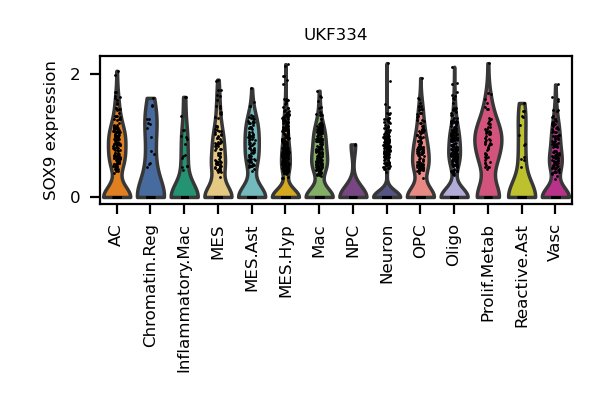 UKF334
SOX9 expression
2
0
AC
Chromatin.Reg
Inflammatory.Mac
MES
MES.Ast
MES.Hyp
Mac
NPC
Neuron
OPC
Oligo
Prolif.Metab
Reactive.Ast
Vasc